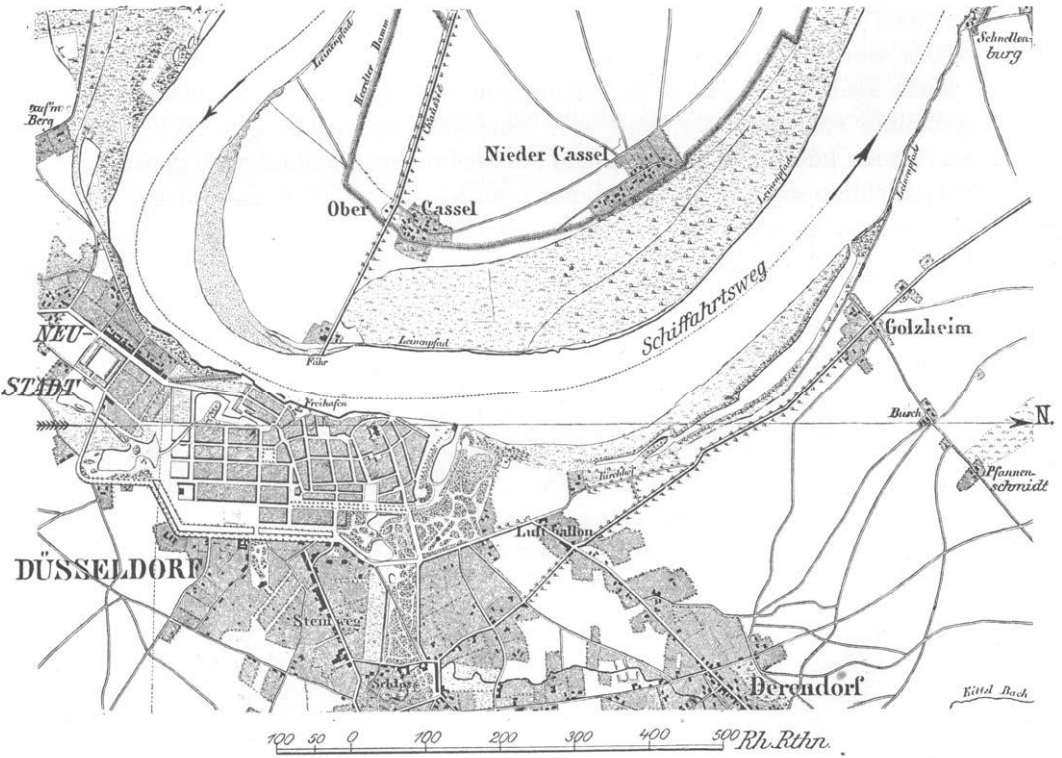 Schnellen-
burg
auf'm
Berg
Leinenpfad
Heerdter Damm
Chaussée
Nieder Cassel
Leinenpfad
Leinenpfad
Ober Cassel
Schiffahrtsweg
NEU-
STADT
Fähr
Leinenpfad
Golzheim
Freihafen
Busch
N.
Kirchhof
Pfannen-
schmidt
Luft Ballon
DÜSSELDORF
Steinweg
Schloss
Derendorf
Kittel Bach
100 50 0 100 200 300 400 500 Rh. Rthn.